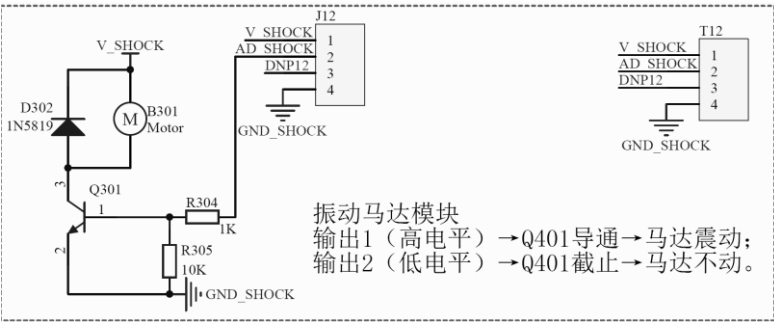 J12
V_SHOCK
AD_SHOCK
DNP12
1
2
3
4
GND_SHOCK
T12
V_SHOCK
AD_SHOCK
DNP12
1
2
3
4
GND_SHOCK
V_SHOCK
D302
1N5819
M
B301
Motor
3
Q301
1
2
R304
1K
R305
10K
GND_SHOCK
振动马达模块
输出1（高电平）→Q401导通→马达震动；
输出2（低电平）→Q401截止→马达不动。